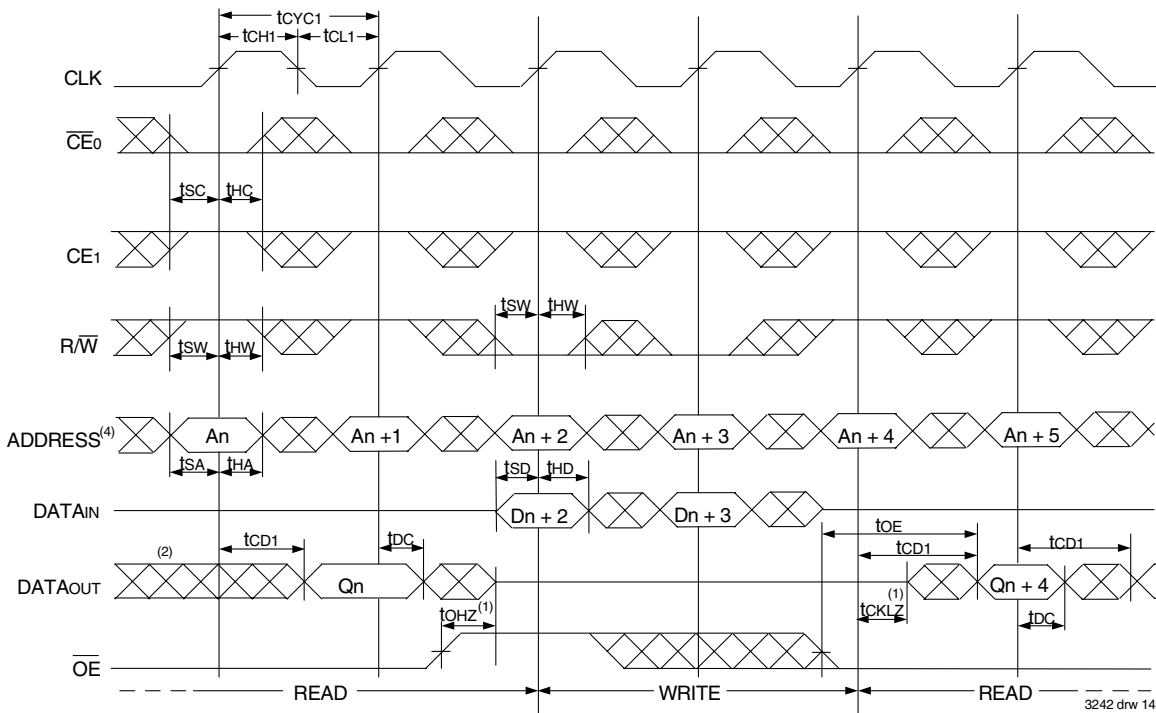 tCYC1
tCH1 tCL1
CLK
CE0
tSC tHC
CE1
tSW tHW
R/W
tSW tHW
ADDRESS(4) An An +1 An + 2 An + 3 An + 4 An + 5
tSA tHA
tSD tHD
DATAIN Dn + 2 Dn + 3
tOE
(2) tCD1 tDC tCD1 tCD1
DATAOUT Qn Qn + 4
tOHZ(1) tCKLZ(1) tDC
OE
READ WRITE READ
3242 drw 14